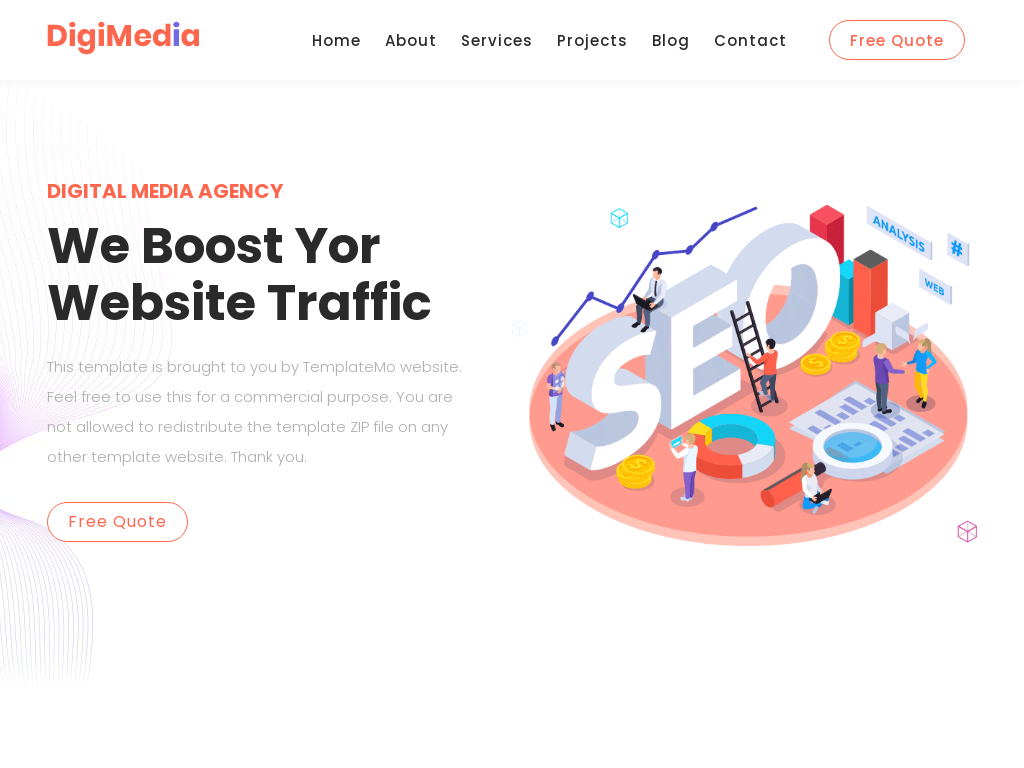 DigiMedia
Home About Services Projects Blog Contact Free Quote
DIGITAL MEDIA AGENCY
We Boost Yor
Website Traffic
This template is brought to you by TemplateMo website.
Feel free to use this for a commercial purpose. You are
not allowed to redistribute the template ZIP file on any
other template website. Thank you.
Free Quote
ANALYSIS
#
WEB
SEO